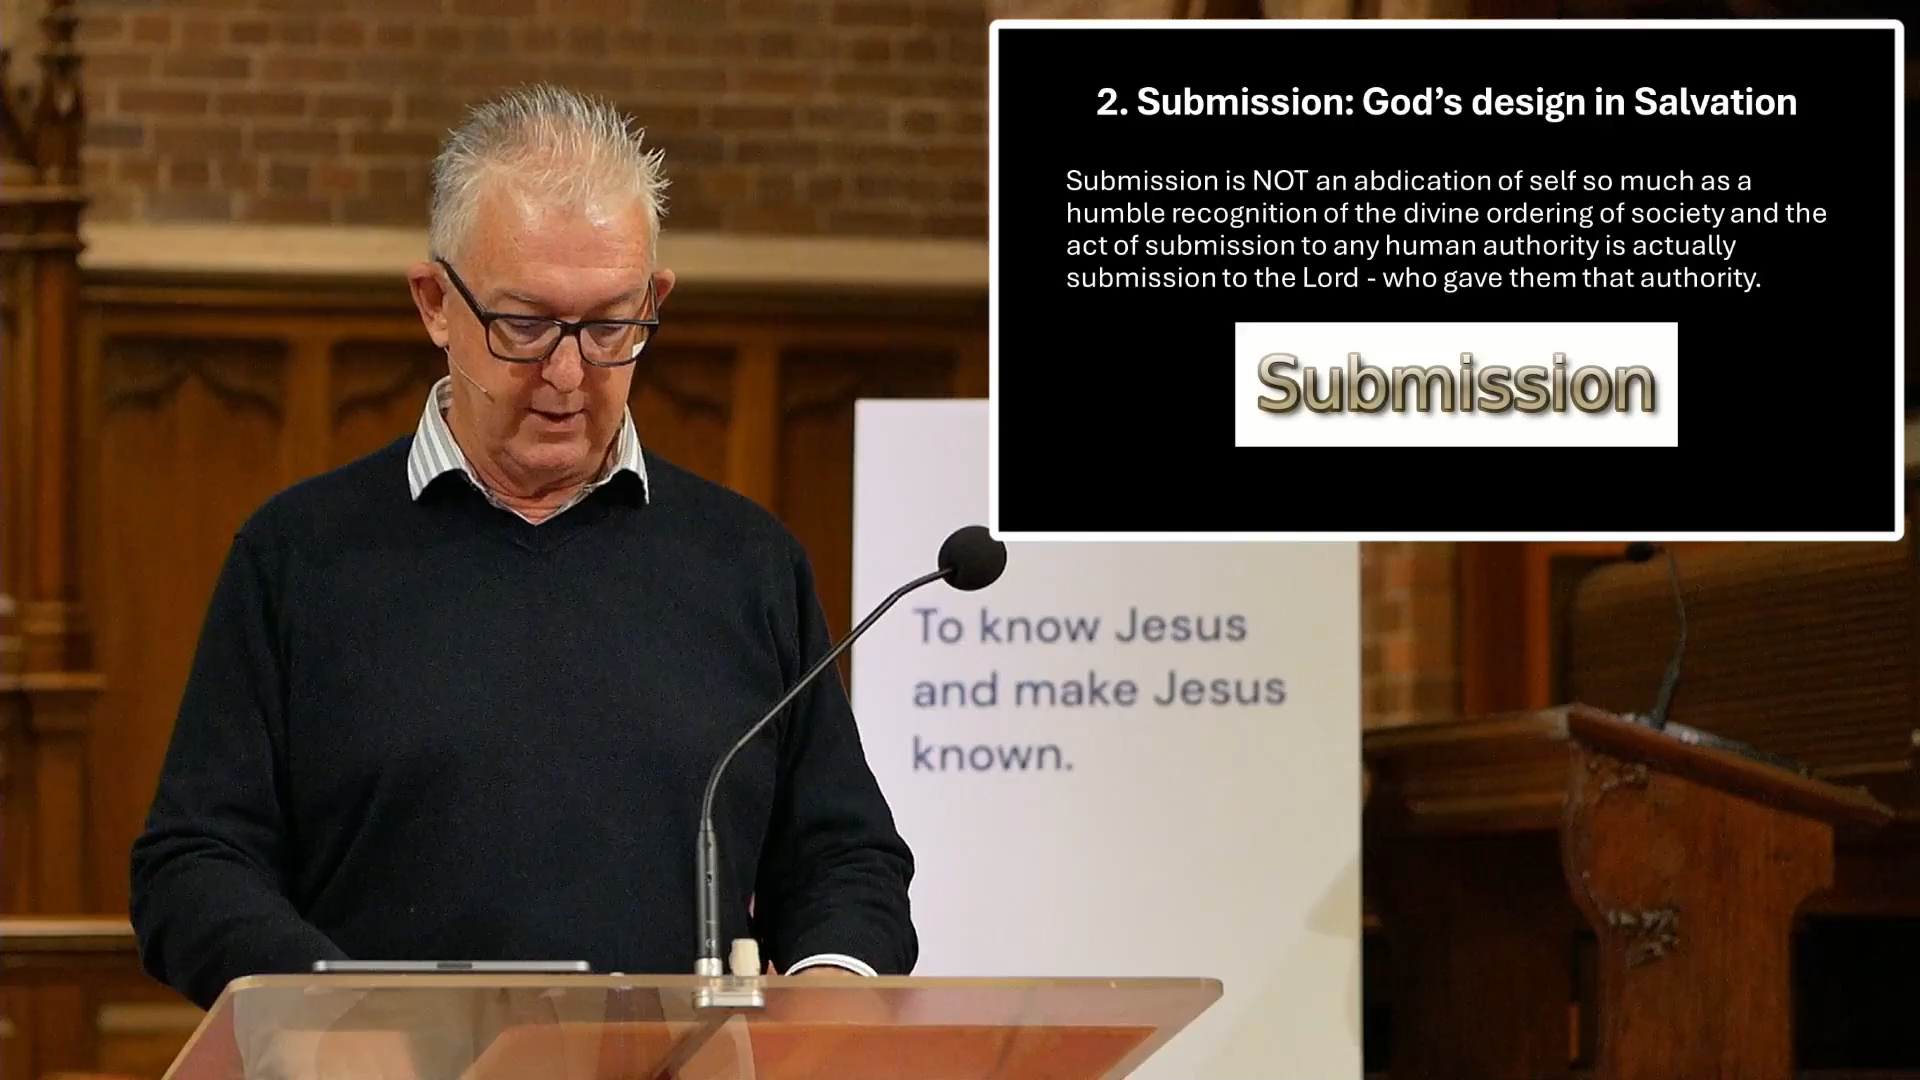 2. Submission: God’s design in Salvation
Submission is NOT an abdication of self so much as a
humble recognition of the divine ordering of society and the
act of submission to any human authority is actually
submission to the Lord - who gave them that authority.
Submission
To know Jesus
and make Jesus
known.